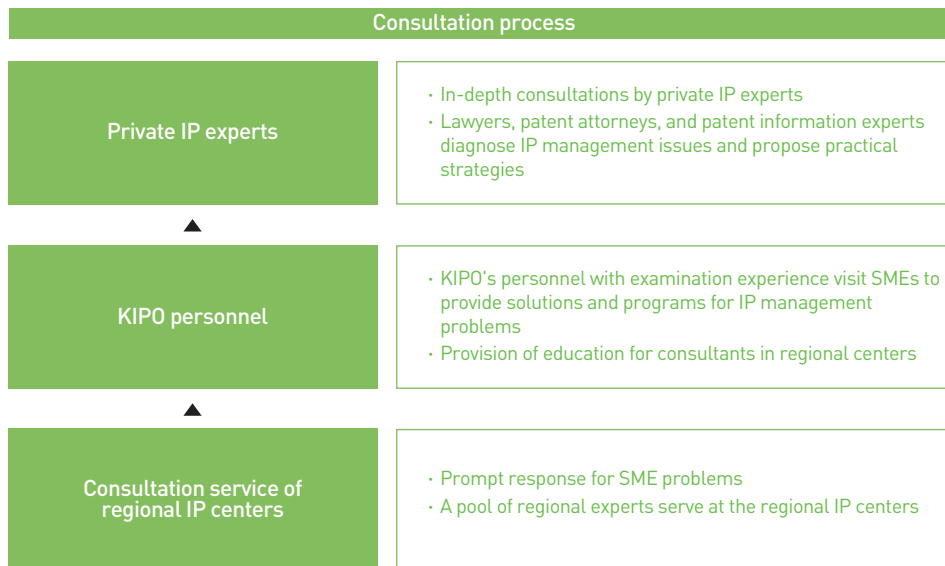 Consultation process
Private IP experts
· In-depth consultations by private IP experts
· Lawyers, patent attorneys, and patent information experts
diagnose IP management issues and propose practical
strategies
KIPO personnel
· KIPO's personnel with examination experience visit SMEs to
provide solutions and programs for IP management
problems
· Provision of education for consultants in regional centers
Consultation service of
regional IP centers
· Prompt response for SME problems
· A pool of regional experts serve at the regional IP centers